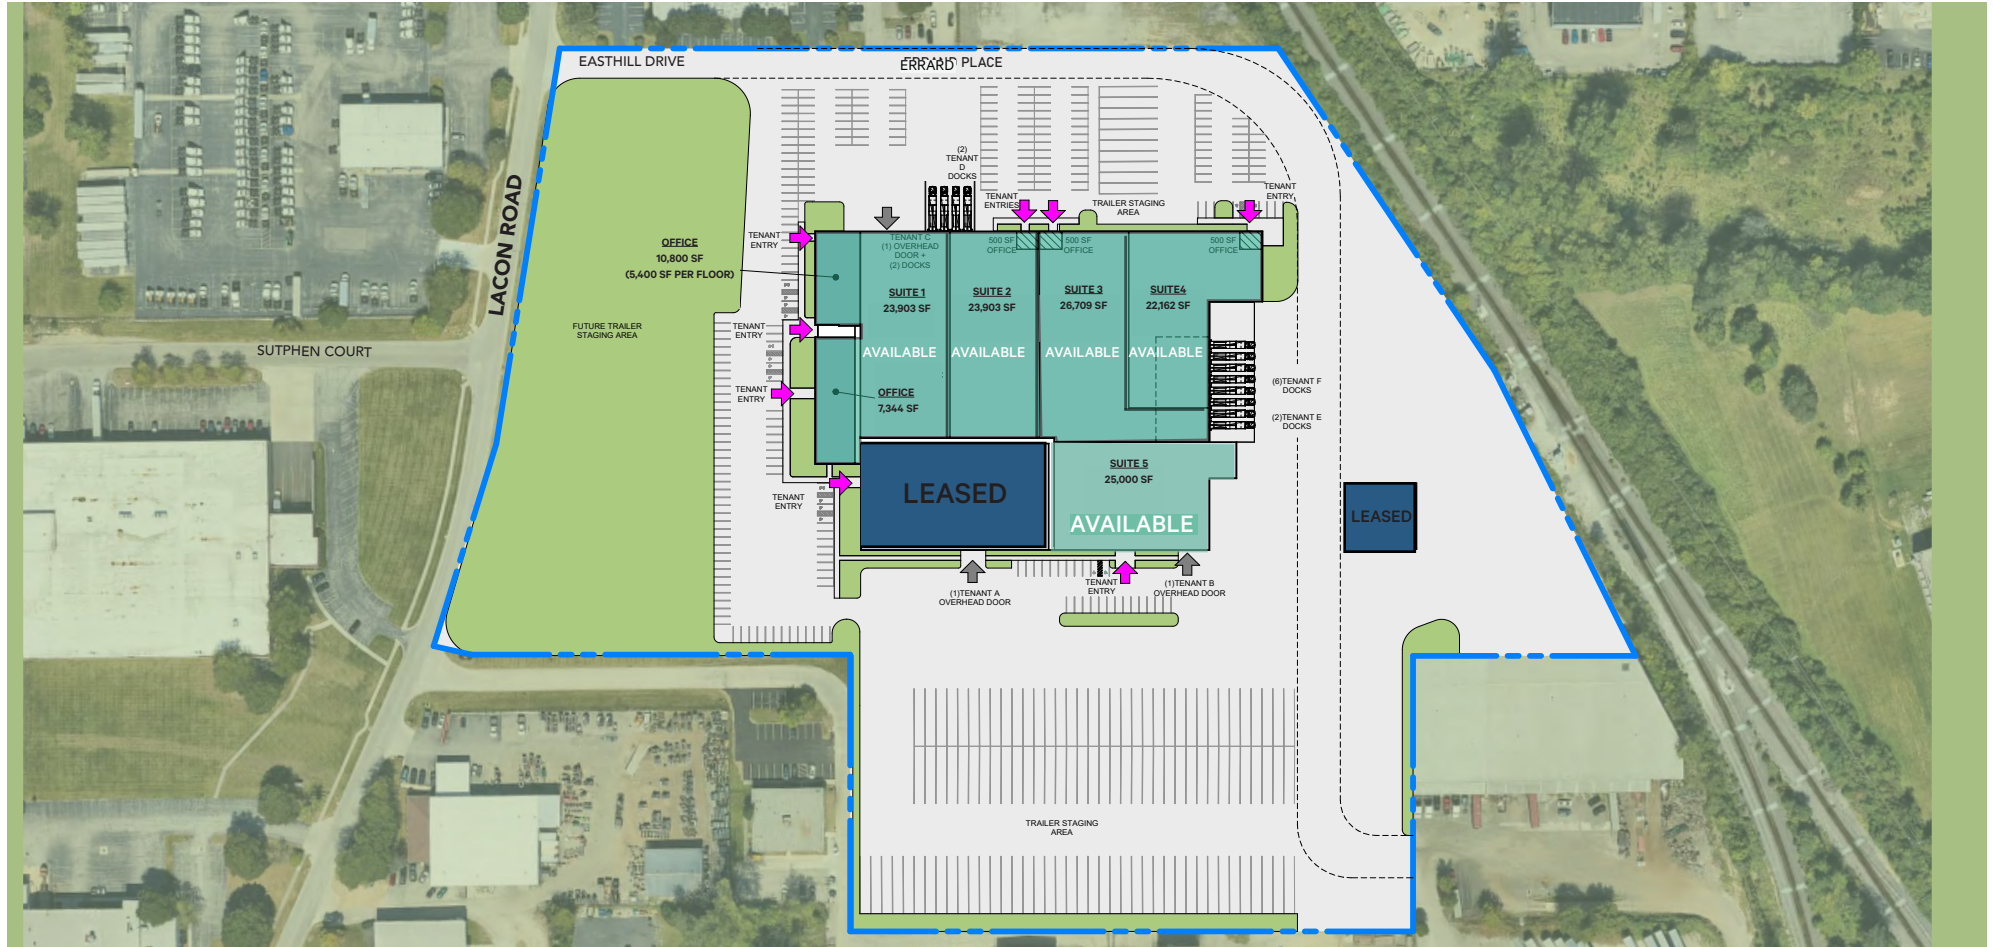 EASTHILL DRIVE
ERRARD PLACE
LACON ROAD
SUTPHEN COURT
(2)
TENANT
D
DOCKS
TENANT
ENTRIES
TRAILER STAGING
AREA
TENANT
ENTRY
TENANT
ENTRY
OFFICE
10,800 SF
(5,400 SF PER FLOOR)
TENANT C
(1) OVERHEAD
DOOR +
(2) DOCKS
500 SF
OFFICE
500 SF
OFFICE
500 SF
OFFICE
SUITE 1
23,903 SF
SUITE 2
23,903 SF
SUITE 3
26,709 SF
SUITE4
22,162 SF
FUTURE TRAILER
STAGING AREA
TENANT
ENTRY
AVAILABLE
AVAILABLE
AVAILABLE
AVAILABLE
TENANT
ENTRY
OFFICE
7,344 SF
(6)TENANT F
DOCKS
(2)TENANT E
DOCKS
SUITE 5
25,000 SF
LEASED
AVAILABLE
LEASED
TENANT
ENTRY
(1)TENANT A
OVERHEAD DOOR
TENANT
ENTRY
(1)TENANT B
OVERHEAD DOOR
TRAILER STAGING
AREA